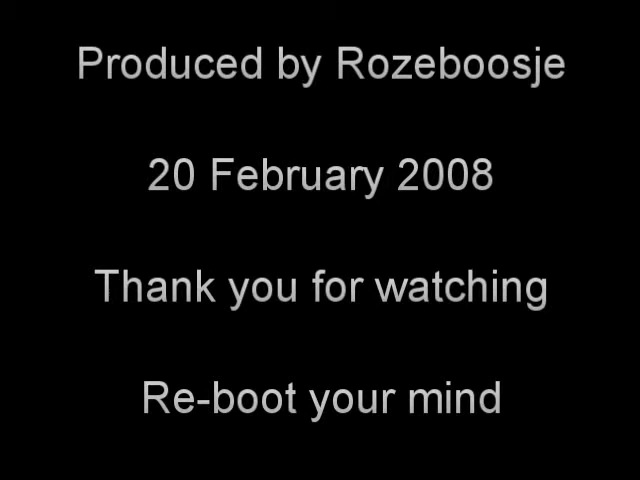 Produced by Rozeboosje
20 February 2008
Thank you for watching
Re-boot your mind